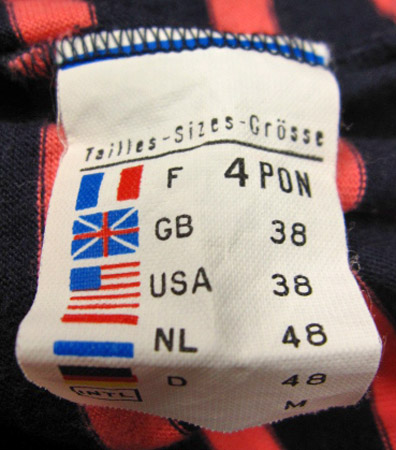 Tailles-Sizes-Grösse
F 4 PON
GB 38
USA 38
NL 48
D 48
INTL M